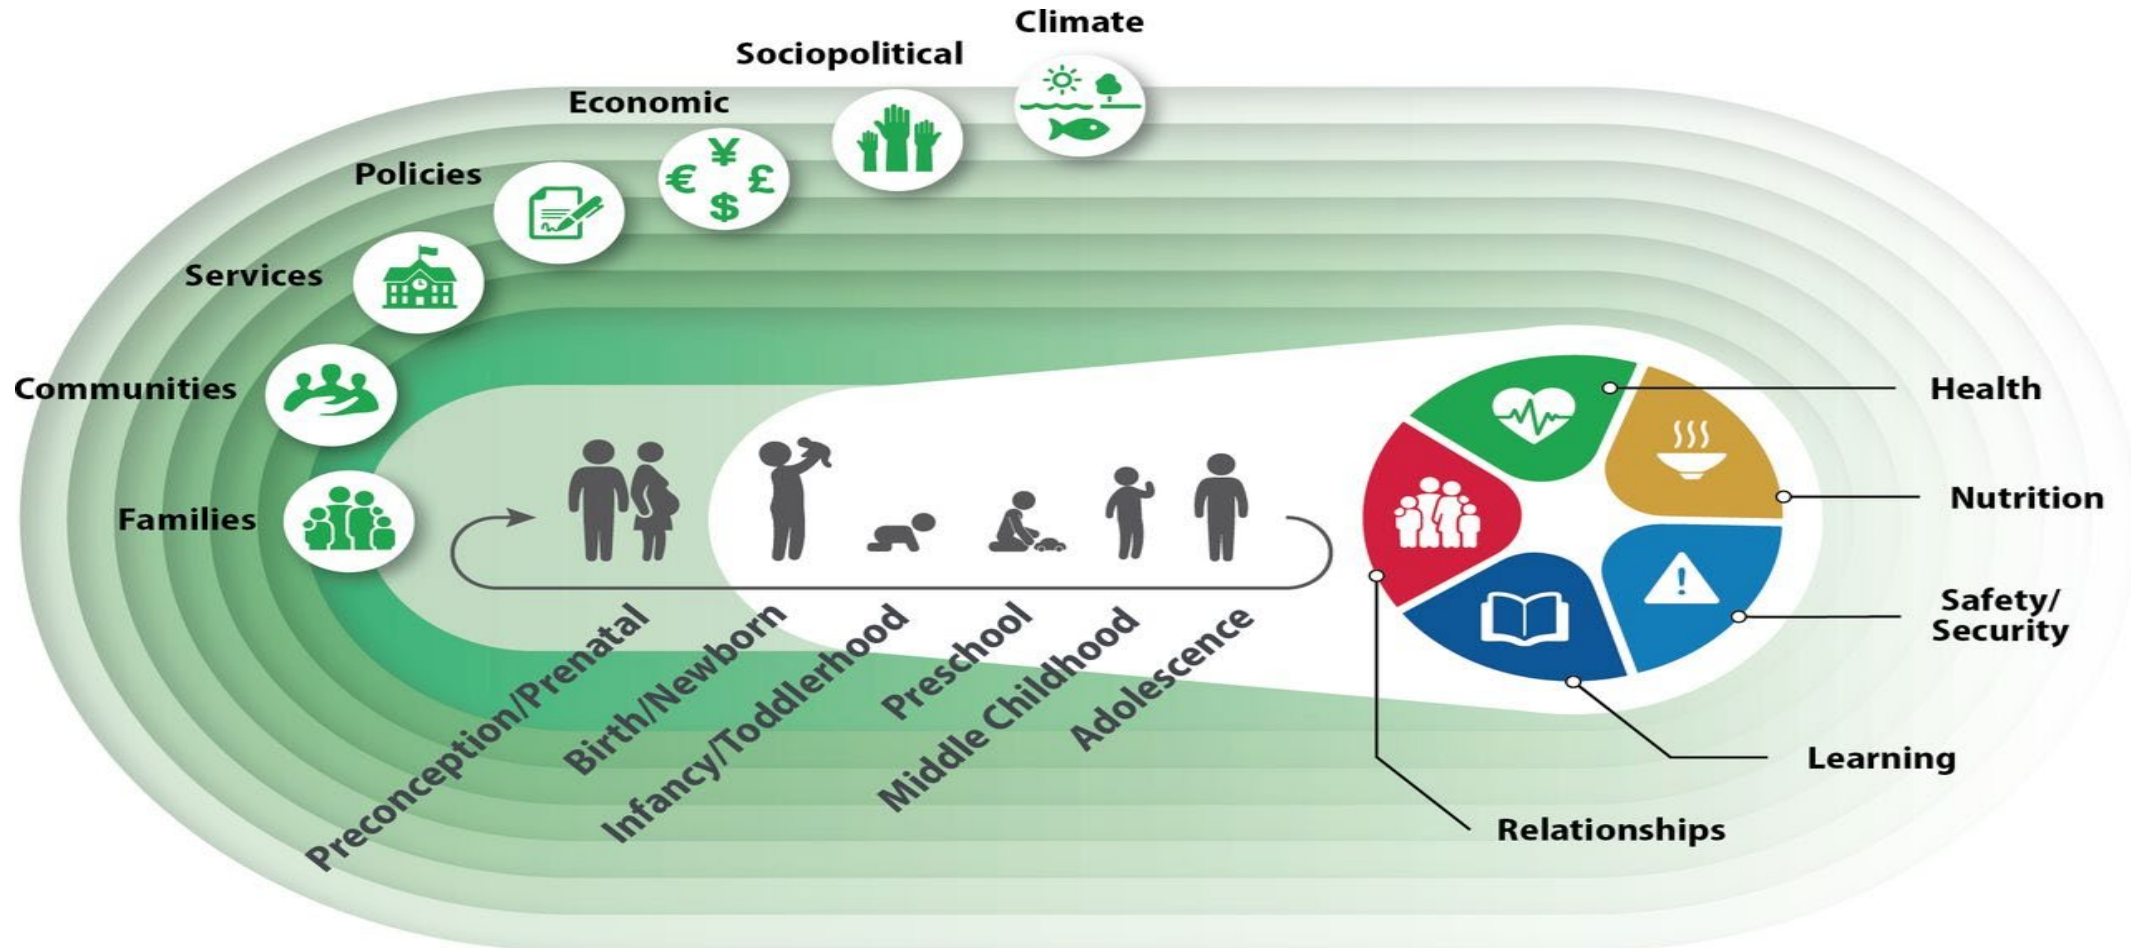 Climate
Sociopolitical
Economic
Policies
Services
Communities
Families
¥
€ £
$
Preconception/Prenatal
Birth/Newborn
Infancy/Toddlerhood
Preschool
Middle Childhood
Adolescence
Health
Nutrition
!
Safety/
Security
Learning
Relationships